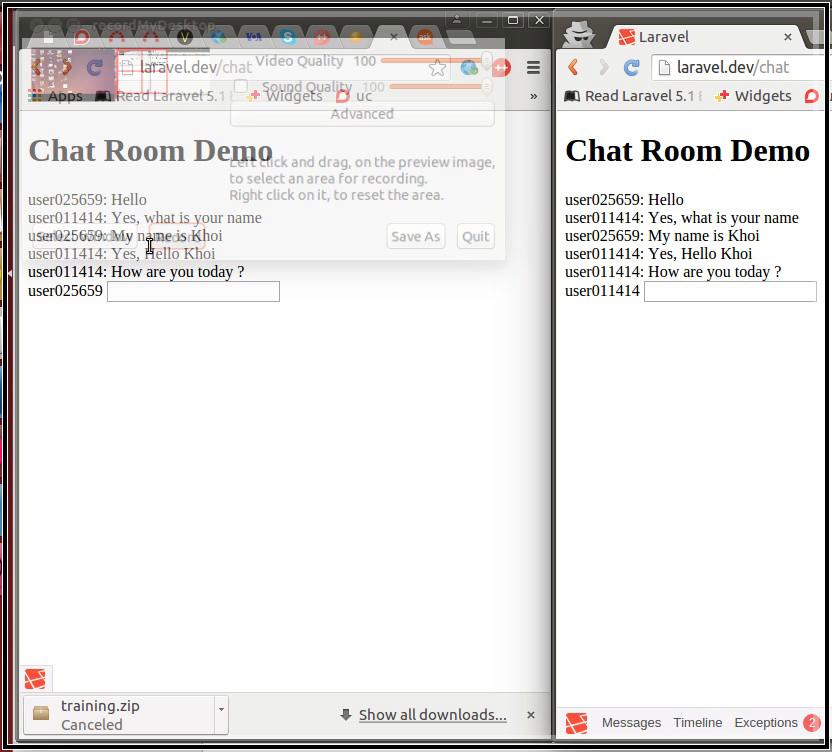 recordMyDesktop
Video Quality 100
laravel.dev/chat
Apps Read Laravel 5.1 Widgets uc »
Sound Quality 100
Advanced
Chat Room Demo
Left click and drag, on the preview image,
to select an area for recording.
Right click on it, to reset the area.
user025659: Hello
user011414: Yes, what is your name
user025659: My name is Khoi
Save As Quit
user011414: Yes, Hello Khoi
user011414: How are you today ?
user025659
training.zip
Canceled
Show all downloads...
VOA
ask
Laravel
laravel.dev/chat
Read Laravel 5.1 Widgets
Chat Room Demo
user025659: Hello
user011414: Yes, what is your name
user025659: My name is Khoi
user011414: Yes, Hello Khoi
user011414: How are you today ?
user011414
Messages Timeline Exceptions 2